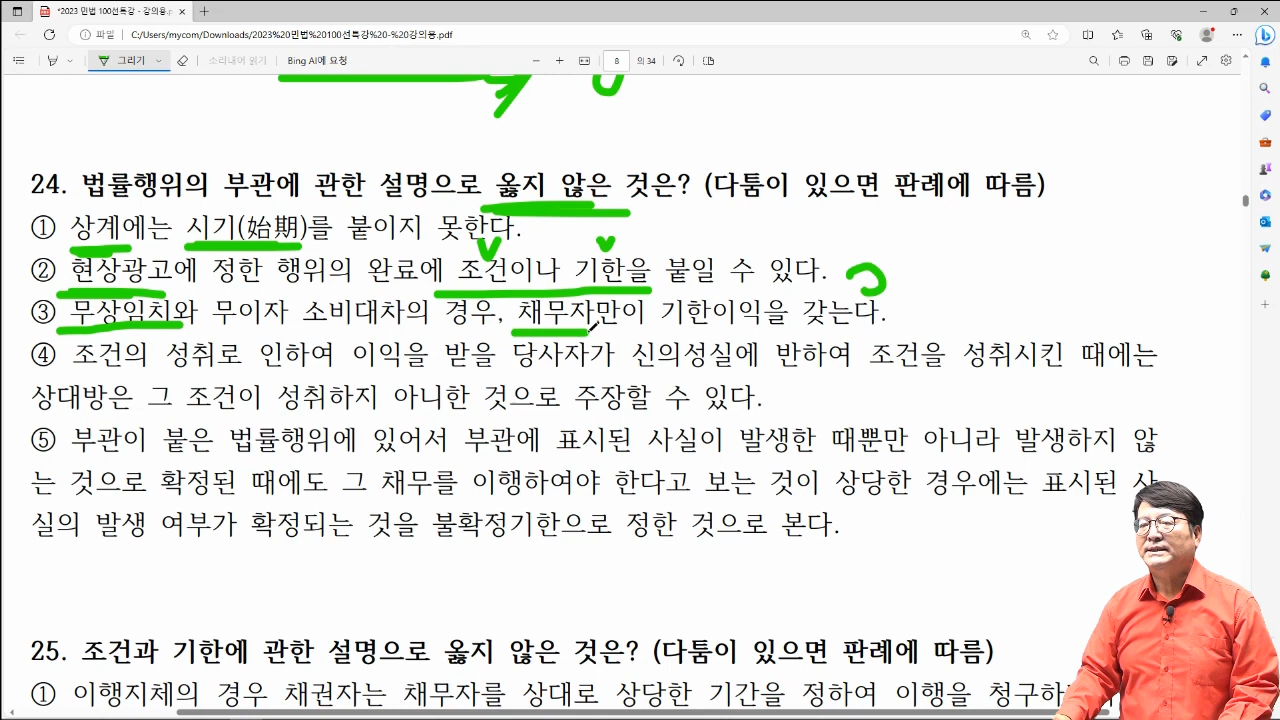 *2023 민법 100선특강 - 강의용.p
파일
C:/Users/mycom/Downloads/2023%20민법%20100선특강%20-%20강의용.pdf
그리기
소리내어 읽기
Bing AI에 요청
8
의 34
24. 법률행위의 부관에 관한 설명으로 옳지 않은 것은? (다툼이 있으면 판례에 따름)
① 상계에는 시기(始期)를 붙이지 못한다.
② 현상광고에 정한 행위의 완료에 조건이나 기한을 붙일 수 있다.
③ 무상임치와 무이자 소비대차의 경우, 채무자만이 기한이익을 갖는다.
④ 조건의 성취로 인하여 이익을 받을 당사자가 신의성실에 반하여 조건을 성취시킨 때에는
상대방은 그 조건이 성취하지 아니한 것으로 주장할 수 있다.
⑤ 부관이 붙은 법률행위에 있어서 부관에 표시된 사실이 발생한 때뿐만 아니라 발생하지 않
는 것으로 확정된 때에도 그 채무를 이행하여야 한다고 보는 것이 상당한 경우에는 표시된 사
실의 발생 여부가 확정되는 것을 불확정기한으로 정한 것으로 본다.
25. 조건과 기한에 관한 설명으로 옳지 않은 것은? (다툼이 있으면 판례에 따름)
① 이행지체의 경우 채권자는 채무자를 상대로 상당한 기간을 정하여 이행을 청구하